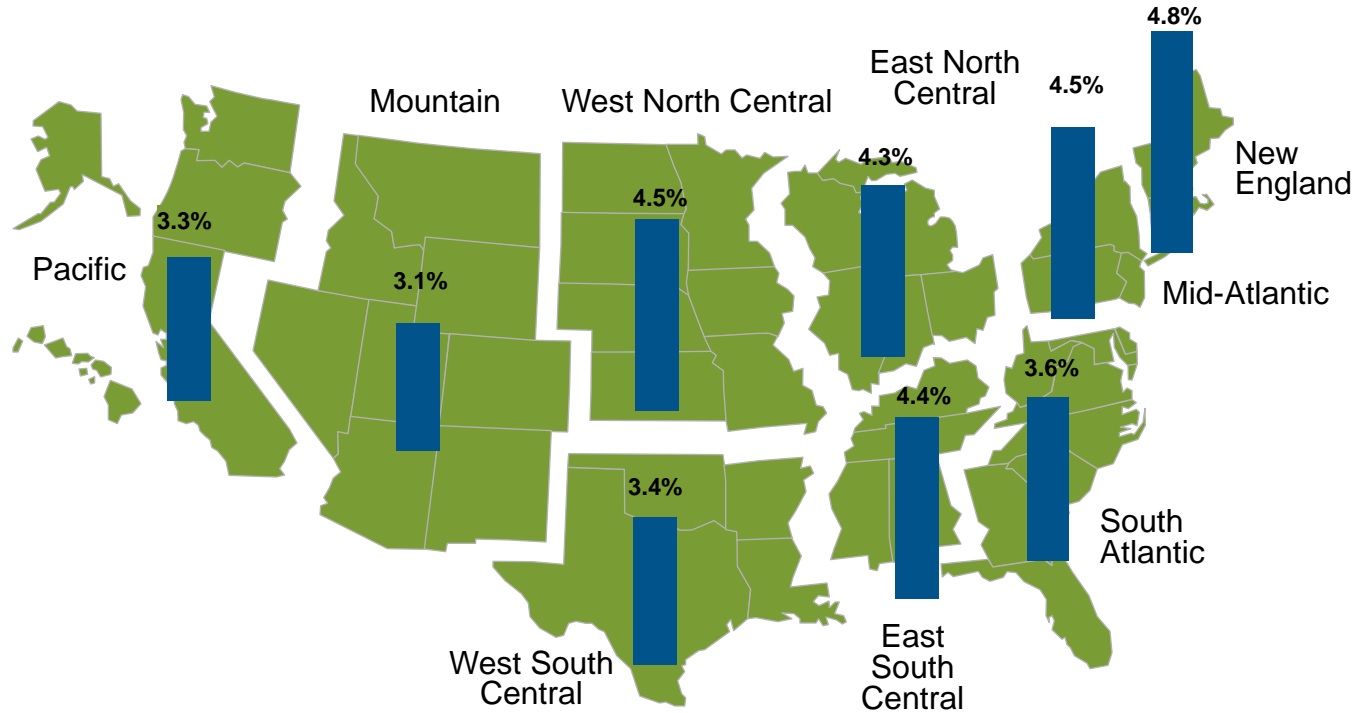 4.8%
East North
Central
4.5%
Mountain
West North Central
New
England
4.3%
4.5%
3.3%
Pacific
3.1%
Mid-Atlantic
3.6%
4.4%
3.4%
South
Atlantic
East
South
Central
West South
Central